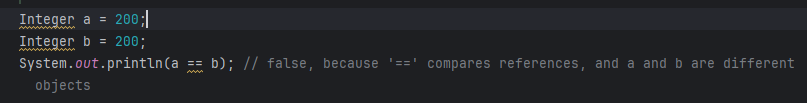 Integer a = 200;
Integer b = 200;
System.out.println(a == b); // false, because '==' compares references, and a and b are different
objects